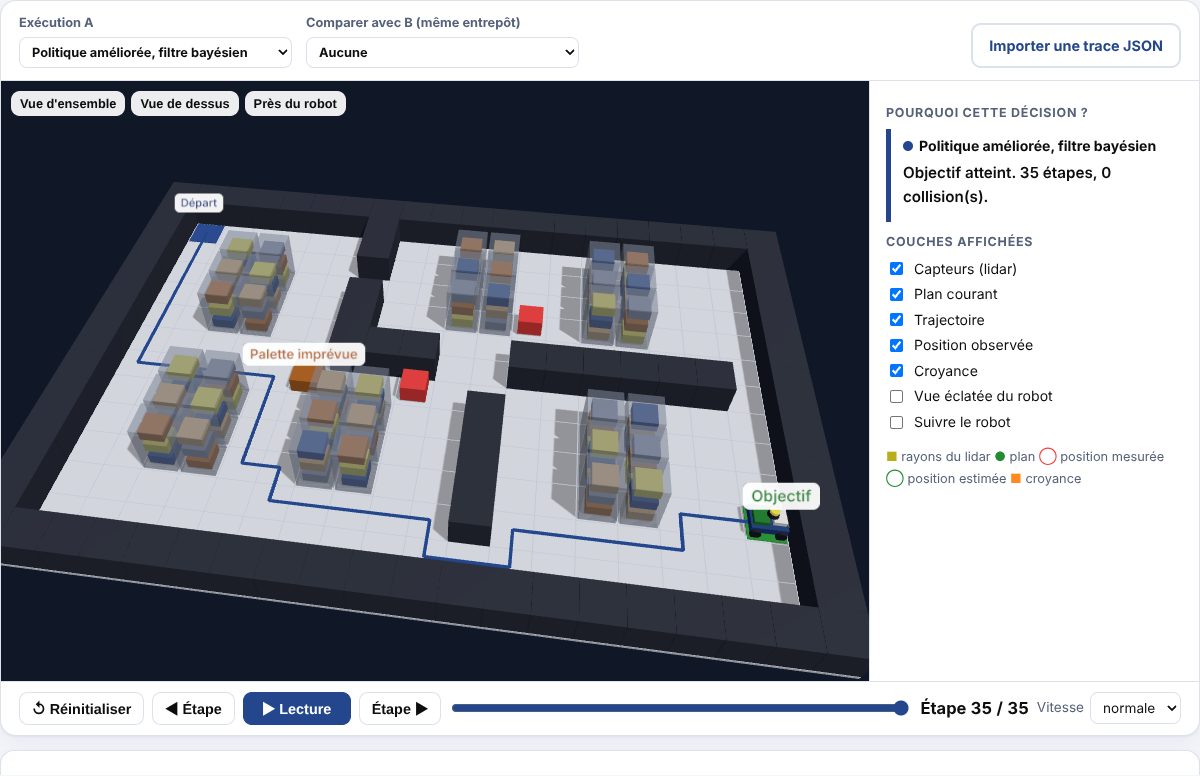 Exécution A
Comparer avec B (même entrepôt)
Politique améliorée, filtre bayésien
Aucune
Importer une trace JSON
Vue d'ensemble
Vue de dessus
Près du robot
Départ
Palette imprévue
Objectif
POURQUOI CETTE DÉCISION ?
Politique améliorée, filtre bayésien
Objectif atteint. 35 étapes, 0
collision(s).
COUCHES AFFICHÉES
Capteurs (lidar)
Plan courant
Trajectoire
Position observée
Croyance
Vue éclatée du robot
Suivre le robot
rayons du lidar plan position mesurée
position estimée croyance
↺ Réinitialiser
◀ Étape
▶ Lecture
Étape ▶
Étape 35 / 35
Vitesse
normale